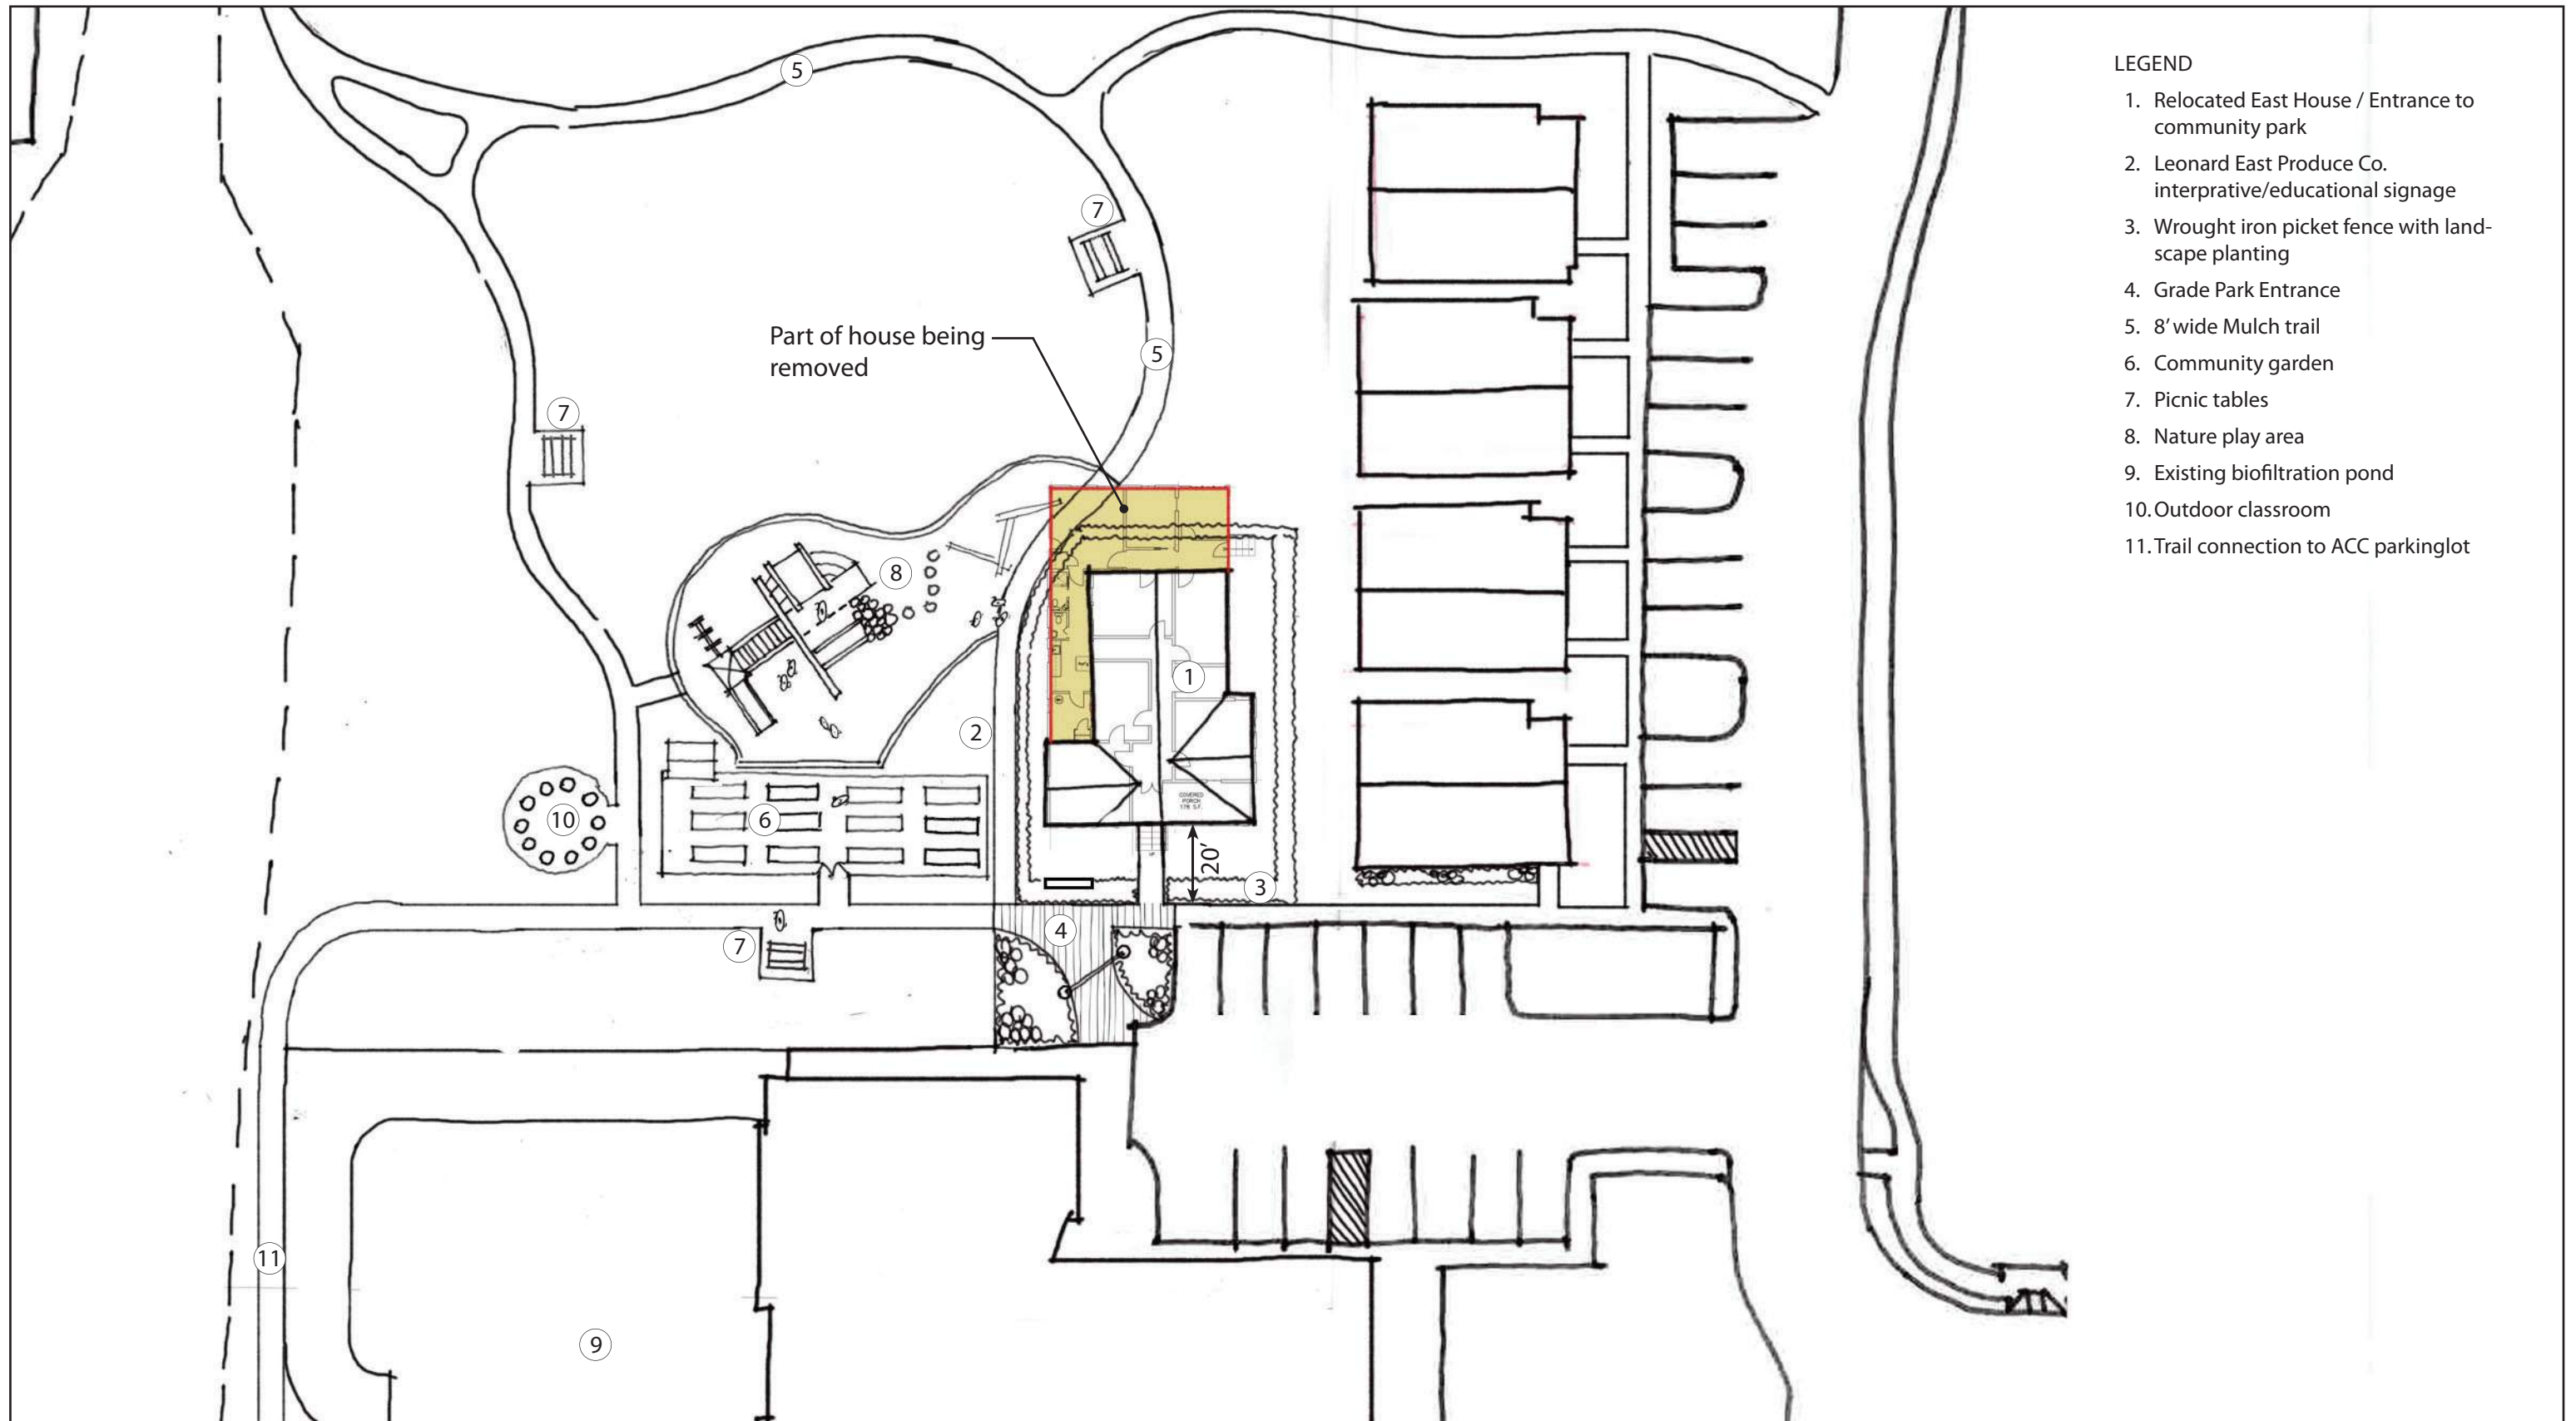 LEGEND
1. Relocated East House / Entrance to
community park
2. Leonard East Produce Co.
interprative/educational signage
3. Wrought iron picket fence with land-
scape planting
4. Grade Park Entrance
5. 8’ wide Mulch trail
6. Community garden
7. Picnic tables
8. Nature play area
9. Existing biofiltration pond
10. Outdoor classroom
11. Trail connection to ACC parkinglot
5
7
Part of house being
removed
5
7
8
1
2
COVERED
PORCH
178 S.F.
10
6
20’
3
4
7
11
9